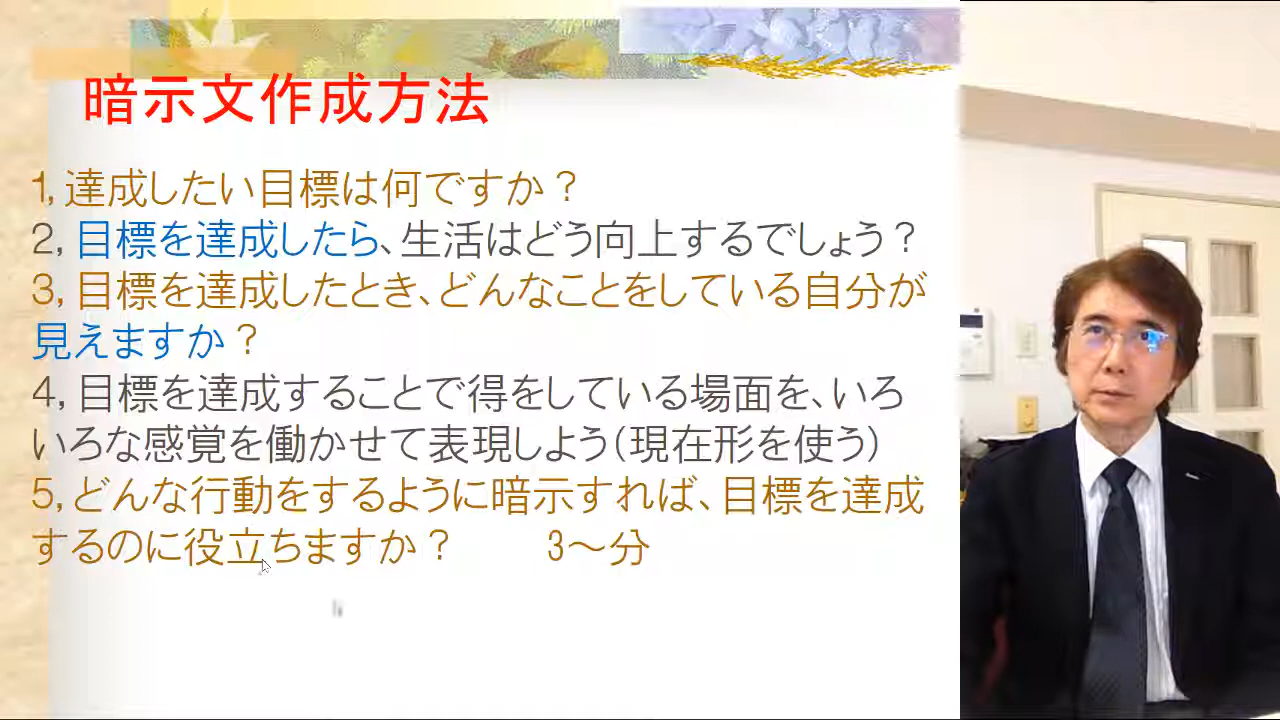 暗示文作成方法
1,達成したい目標は何ですか？
2,目標を達成したら、生活はどう向上するでしょう？
3,目標を達成したとき、どんなことをしている自分が
見えますか？
4,目標を達成することで得をしている場面を、いろ
いろな感覚を働かせて表現しよう(現在形を使う)
5,どんな行動をするように暗示すれば、目標を達成
するのに役立ちますか？　　3～分